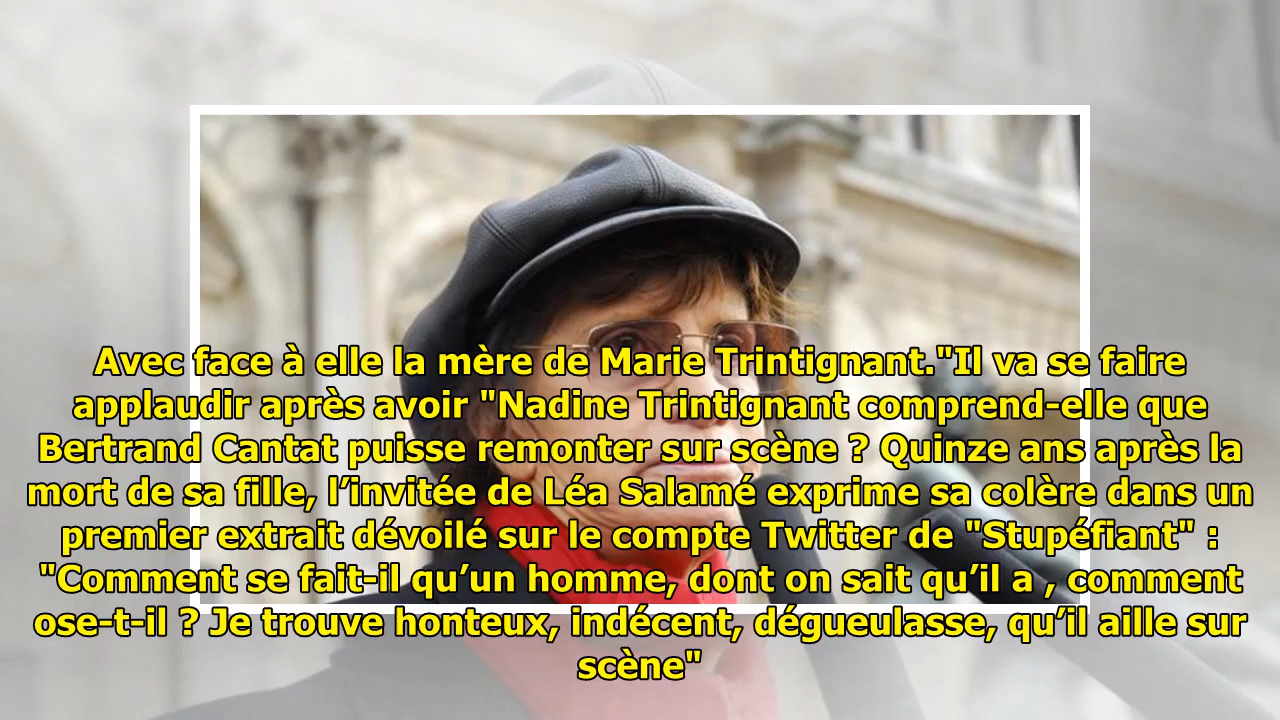 Avec face à elle la mère de Marie Trintignant."Il va se faire
applaudir après avoir "Nadine Trintignant comprend-elle que
Bertrand Cantat puisse remonter sur scène ? Quinze ans après la
mort de sa fille, l’invitée de Léa Salamé exprime sa colère dans un
premier extrait dévoilé sur le compte Twitter de "Stupéfiant" :
"Comment se fait-il qu’un homme, dont on sait qu’il a , comment
ose-t-il ? Je trouve honteux, indécent, dégueulasse, qu’il aille sur
scène"